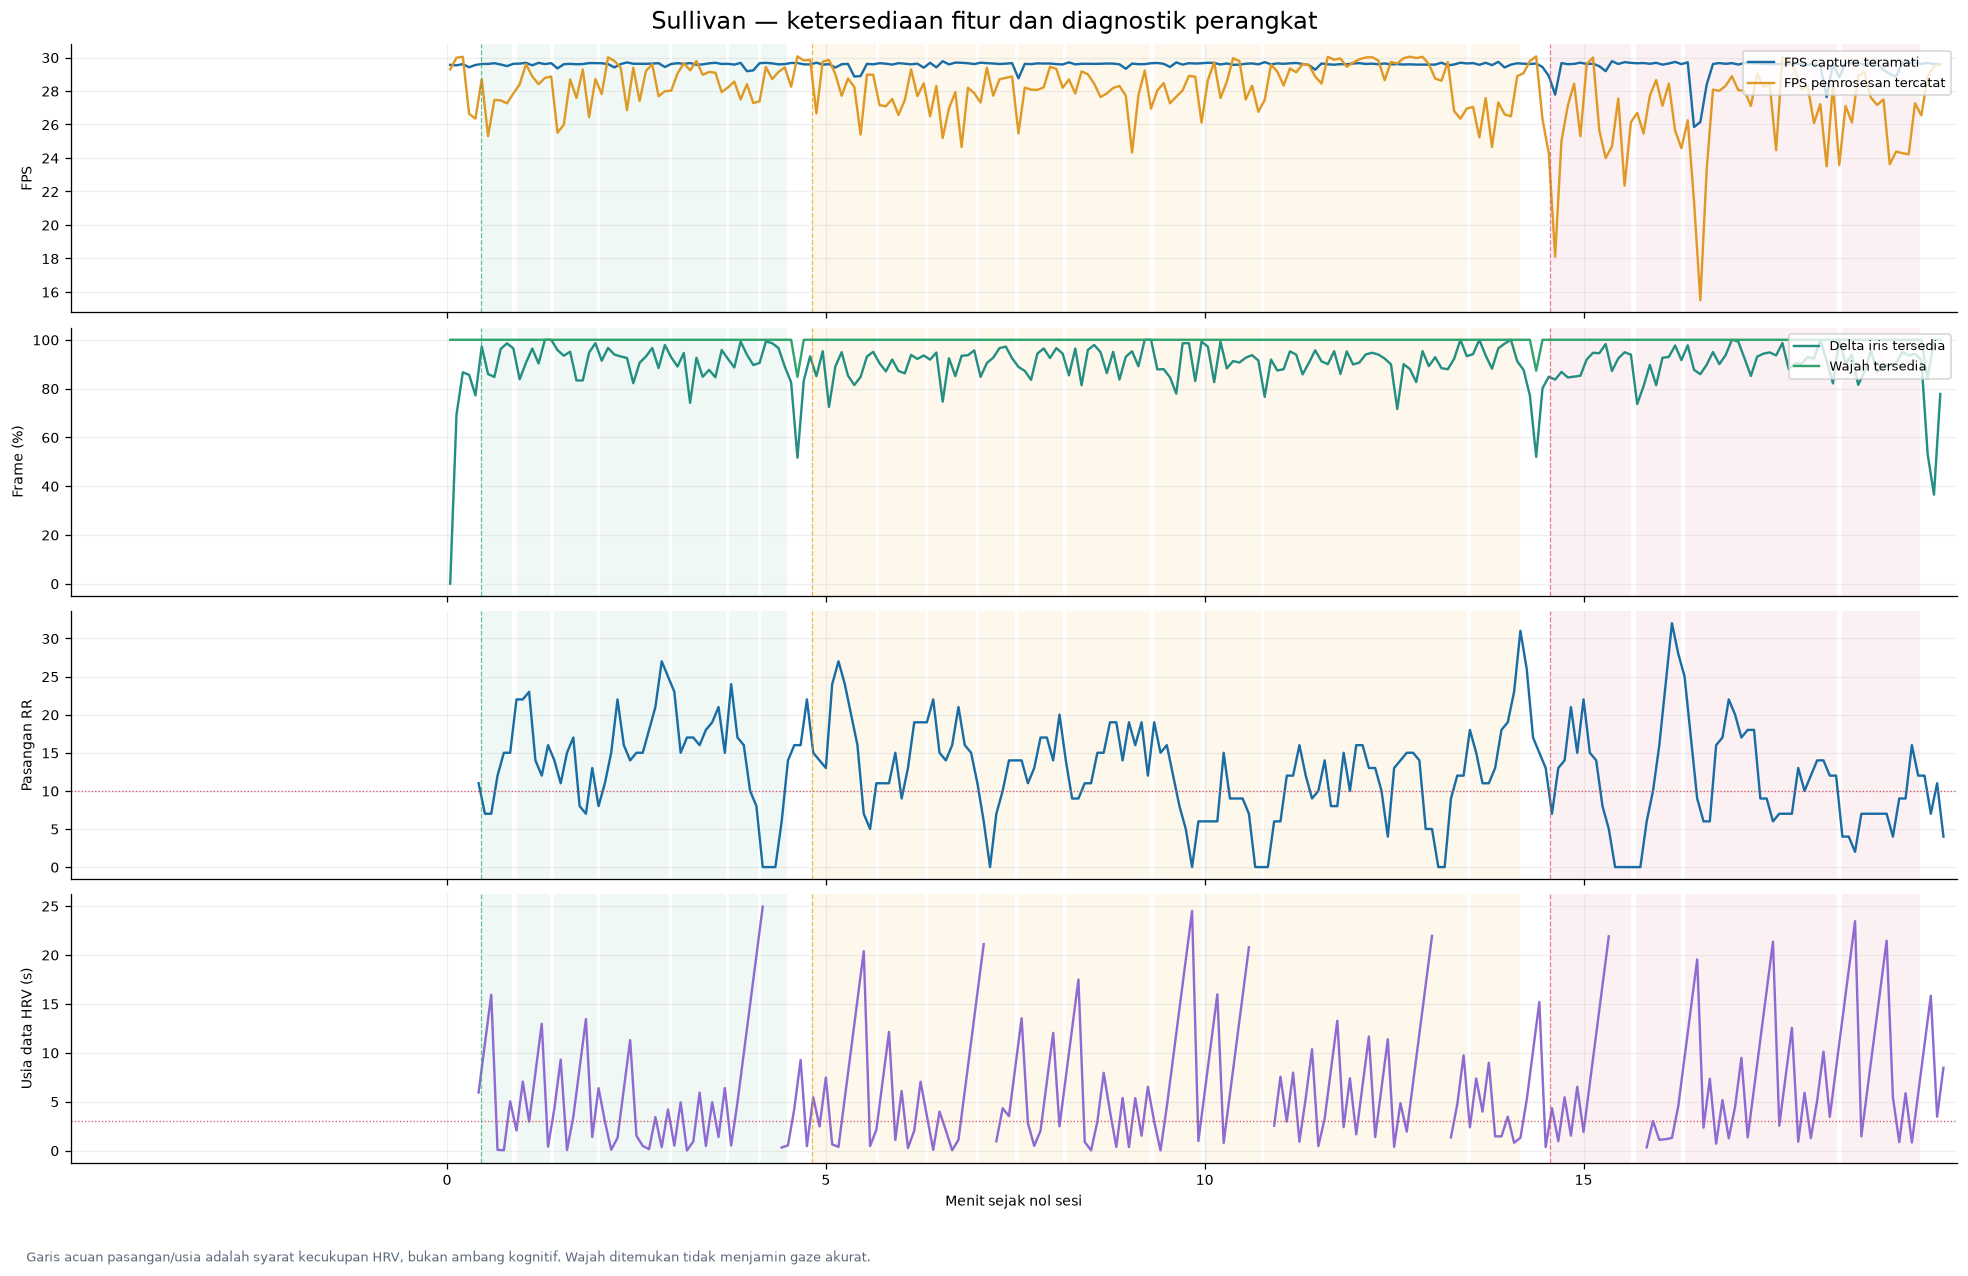 Sullivan — ketersediaan fitur dan diagnostik perangkat
FPS
30
28
26
24
22
20
18
16
FPS capture teramati
FPS pemrosesan tercatat
Frame (%)
100
80
60
40
20
0
Delta iris tersedia
Wajah tersedia
Pasangan RR
30
25
20
15
10
5
0
Usia data HRV (s)
25
20
15
10
5
0
0
5
10
15
Menit sejak nol sesi
Garis acuan pasangan/usia adalah syarat kecukupan HRV, bukan ambang kognitif. Wajah ditemukan tidak menjamin gaze akurat.